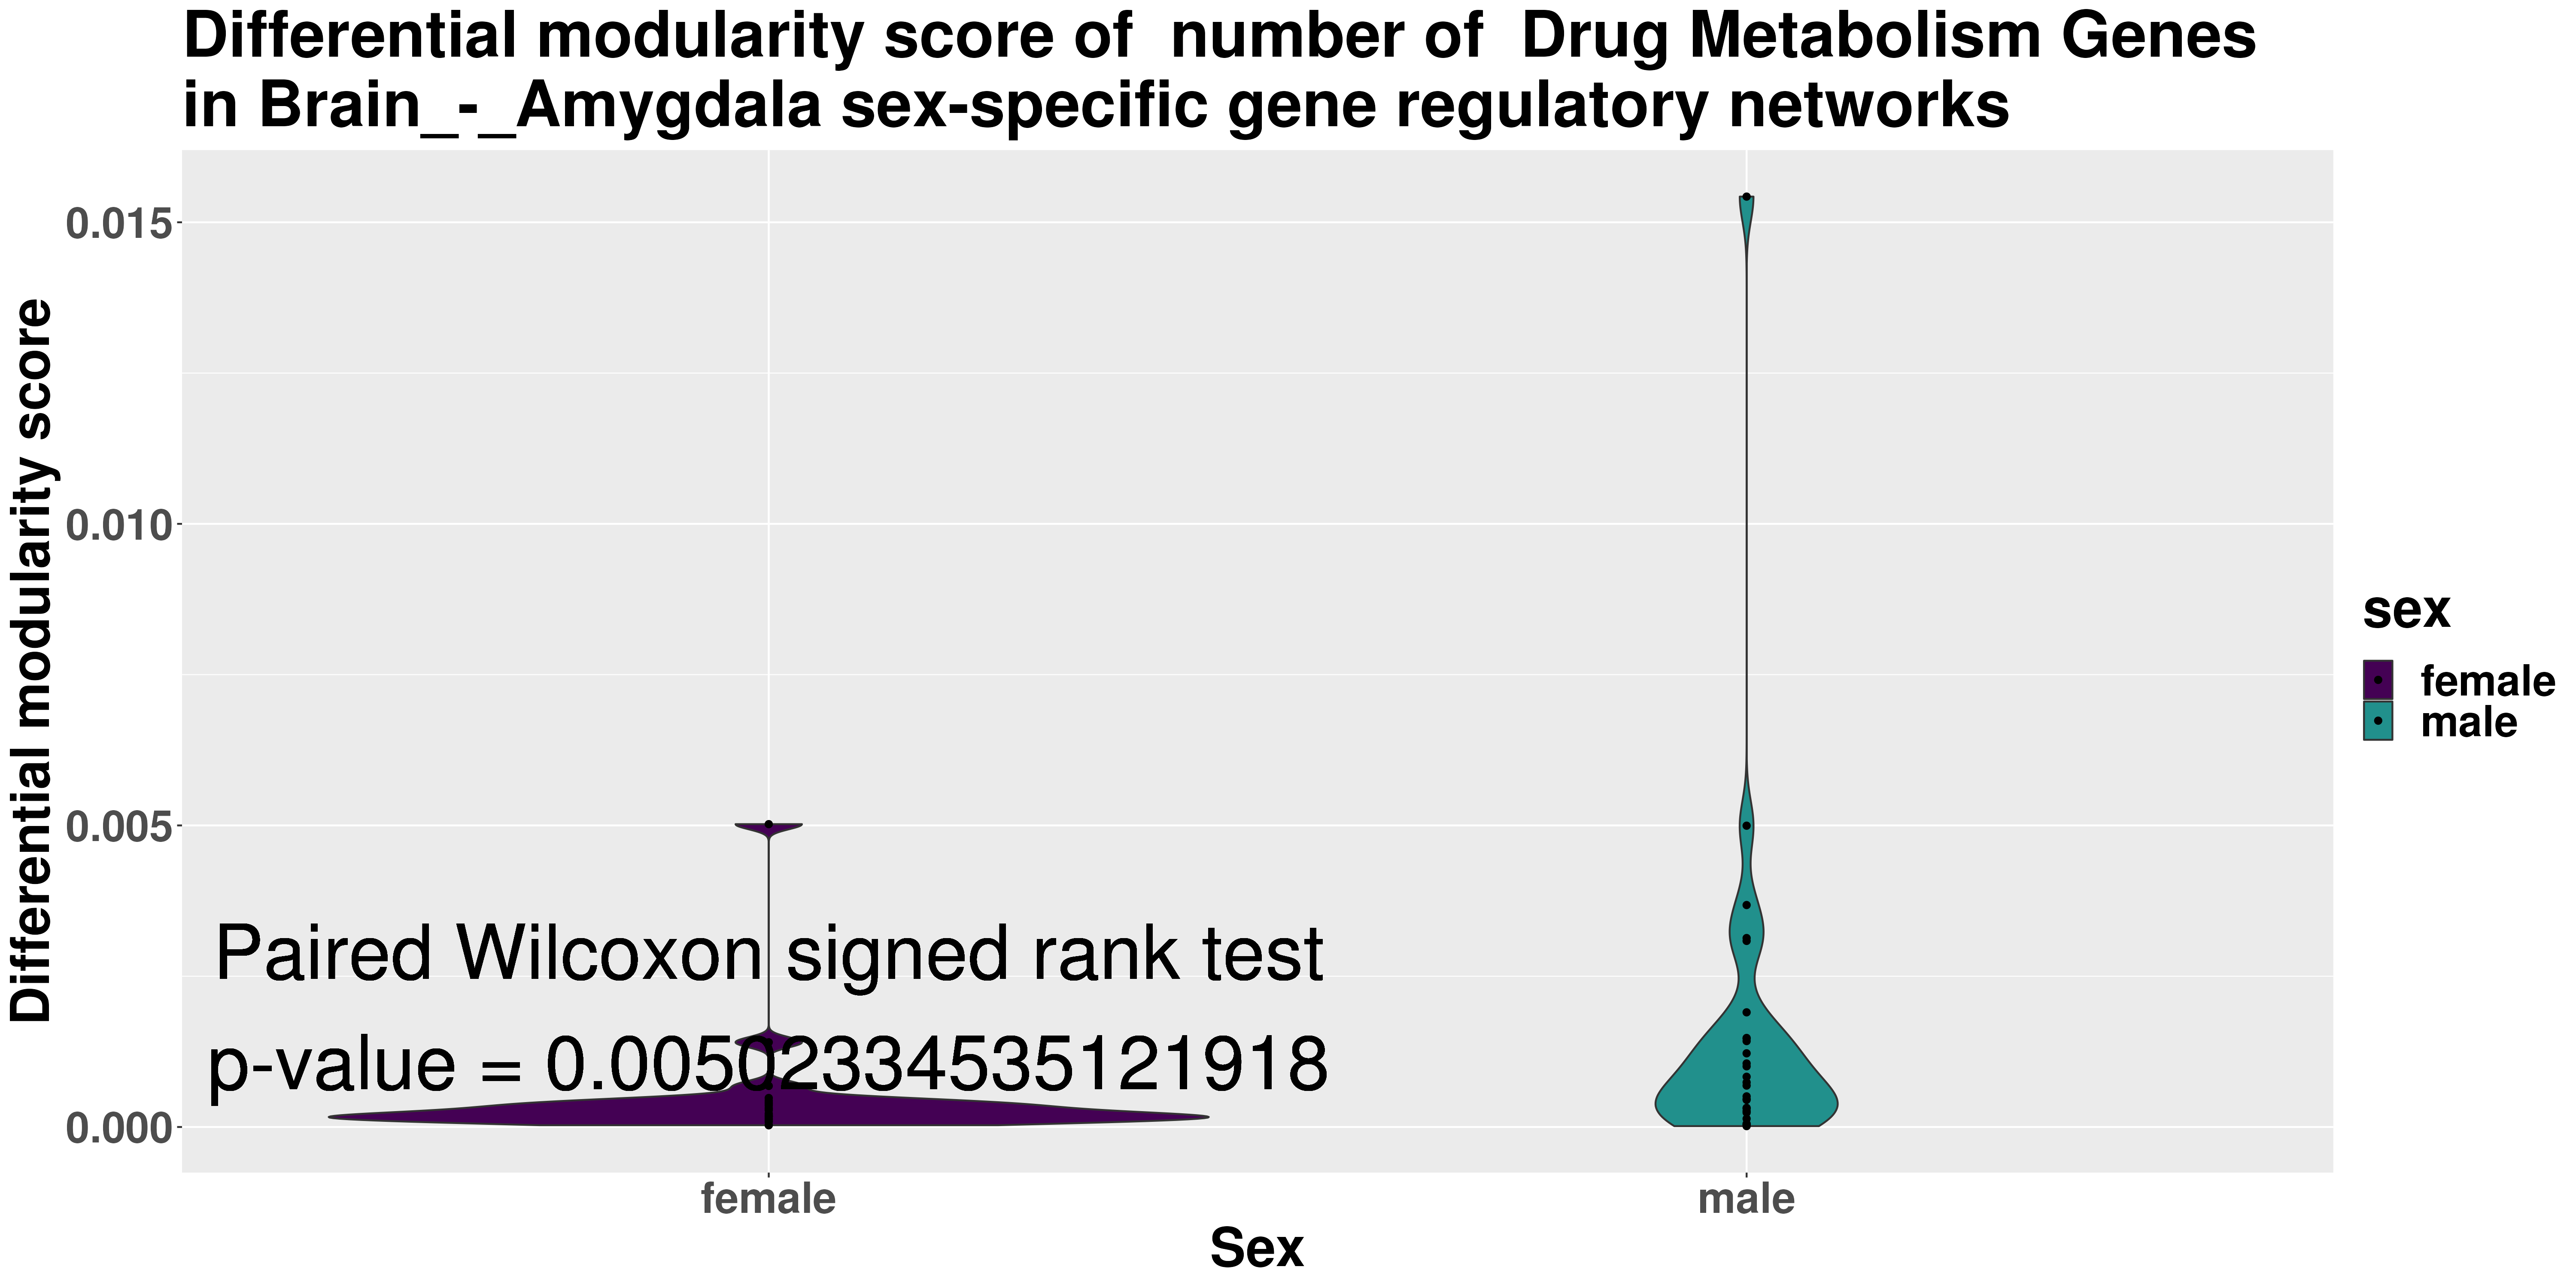 Differential modularity score of  number of  Drug Metabolism Genes
in Brain_-_Amygdala sex-specific gene regulatory networks
Differential modularity score
0.015
0.010
0.005
0.000
Paired Wilcoxon signed rank test
p-value = 0.00502334535121918
female
male
Sex
sex
female
male